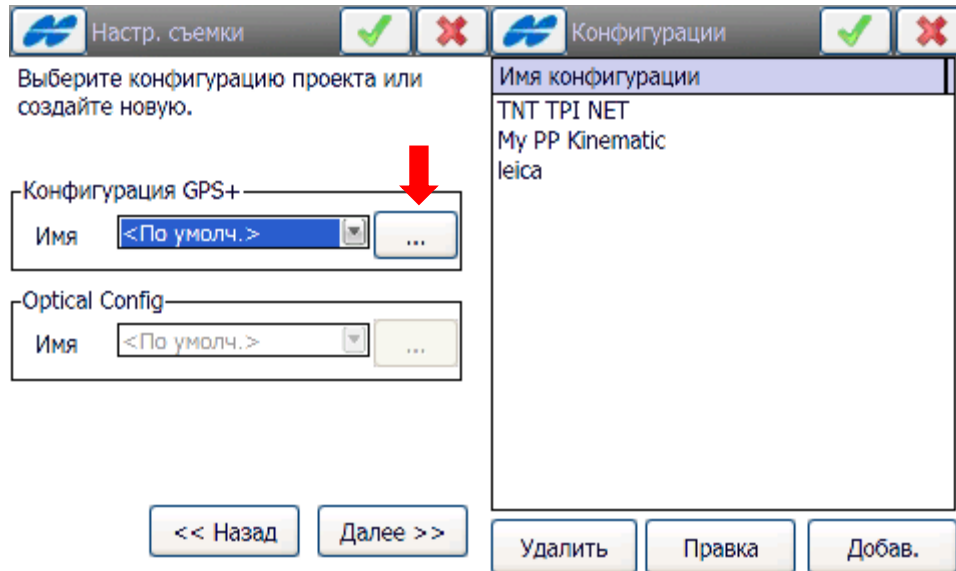 Настр. съемки
Выберите конфигурацию проекта или
создайте новую.
Конфигурация GPS+
Имя <По умолч.> ...
Optical Config
Имя <По умолч.> ...
<< Назад Далее >>
Конфигурации
Имя конфигурации
TNT TPI NET
My PP Kinematic
leica
Удалить Правка Добав.